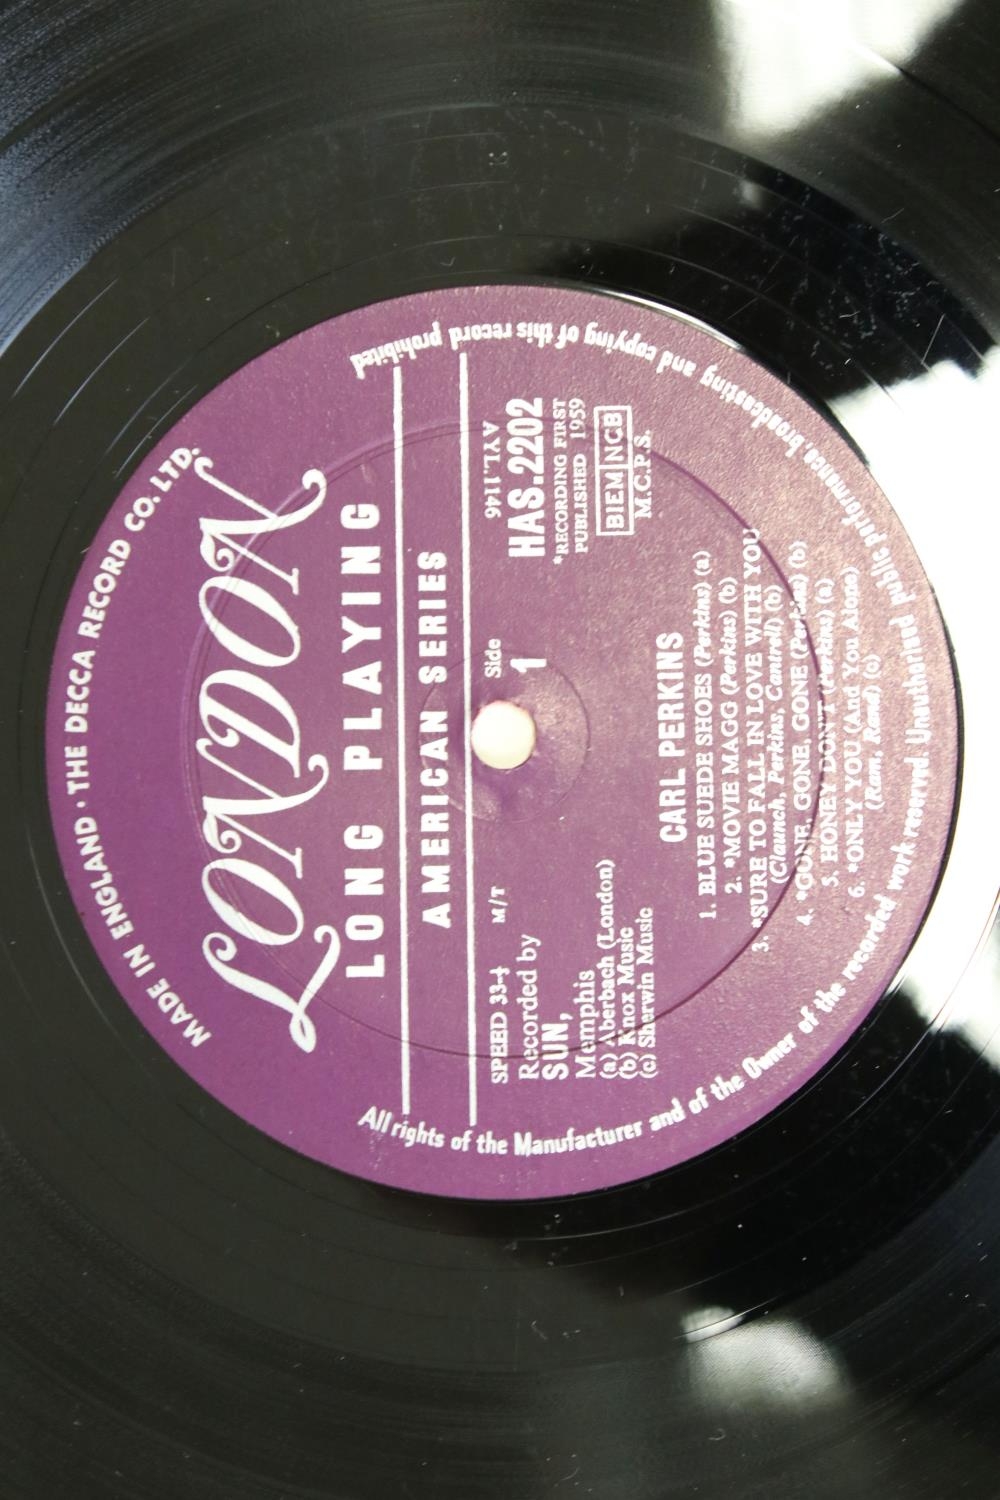 MADE IN ENGLAND · THE DECCA RECORD CO. LTD.
LONDON
LONG PLAYING
AMERICAN SERIES
SPEED 33-⅓ M/T
Side
1
AYL.1146
HAS.2202
Recorded by
SUN,
Memphis
*RECORDING FIRST
PUBLISHED 1959
(a) Aberbach (London)
(b) Knox Music
(c) Sherwin Music
BIEM NCB
M.C.P.S.
CARL PERKINS
1. BLUE SUEDE SHOES (Perkins) (a)
2. *MOVIE MAGG (Perkins) (b)
3. *SURE TO FALL IN LOVE WITH YOU
(Claunch, Perkins, Cantrell) (b)
4. *GONE, GONE, GONE (Perkins) (b)
5. HONEY DON'T (Perkins) (a)
6. *ONLY YOU (And You Alone)
(Ram, Rand) (c)
All rights of the Manufacturer and of the Owner of the recorded work reserved. Unauthorised public performance, broadcasting and copying of this record prohibited